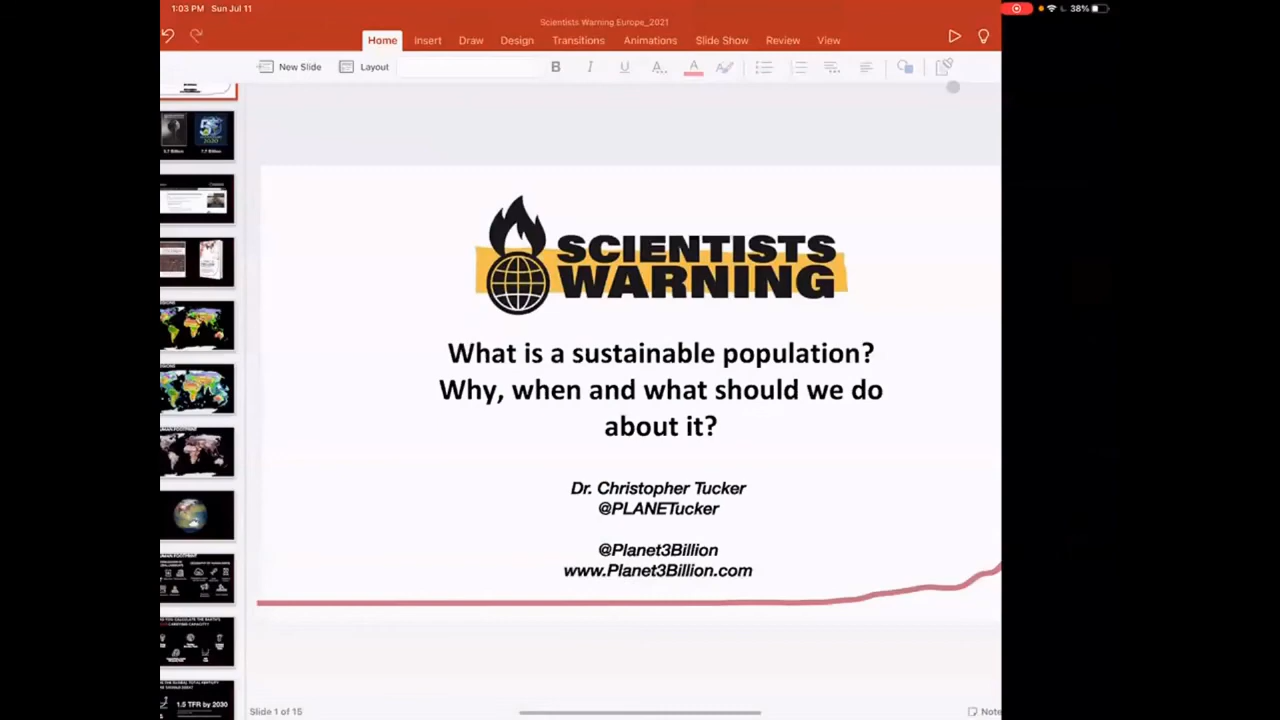 1:03 PM Sun Jul 11
38%
Scientists Warning Europe_2021
Home Insert Draw Design Transitions Animations Slide Show Review View
New Slide Layout B I U A A
SCIENTISTS
WARNING
What is a sustainable population?
Why, when and what should we do
about it?
Dr. Christopher Tucker
@PLANETucker
@Planet3Billion
www.Planet3Billion.com
1.5 TFR by 2030
Slide 1 of 15
Note